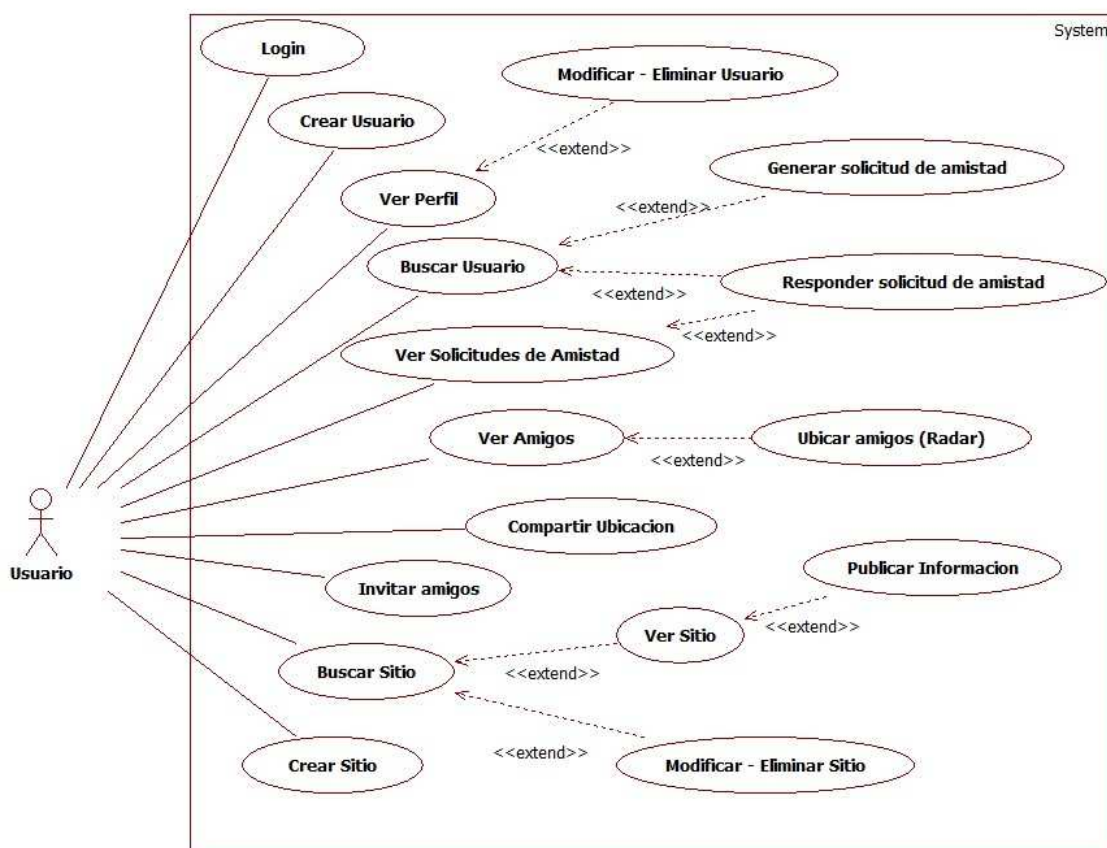 System
Login
Modificar - Eliminar Usuario
Crear Usuario
<<extend>>
Generar solicitud de amistad
Ver Perfil
<<extend>>
Buscar Usuario
Responder solicitud de amistad
<<extend>>
<<extend>>
Ver Solicitudes de Amistad
Ver Amigos
Ubicar amigos (Radar)
<<extend>>
Compartir Ubicacion
Publicar Informacion
Usuario
Invitar amigos
Ver Sitio
<<extend>>
Buscar Sitio
<<extend>>
<<extend>>
Crear Sitio
Modificar - Eliminar Sitio